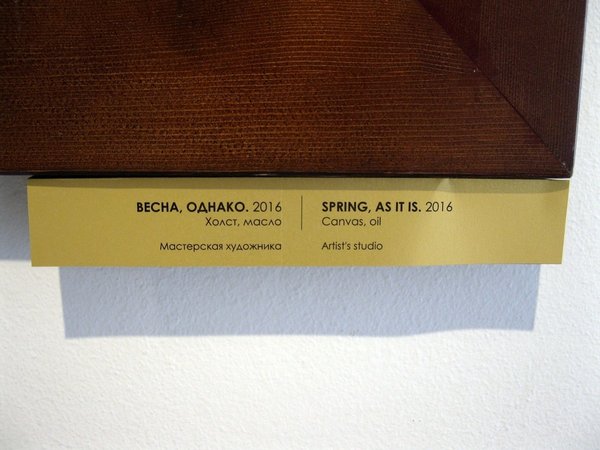 ВЕСНА, ОДНАКО. 2016
Холст, масло
Мастерская художника
SPRING, AS IT IS. 2016
Canvas, oil
Artist's studio